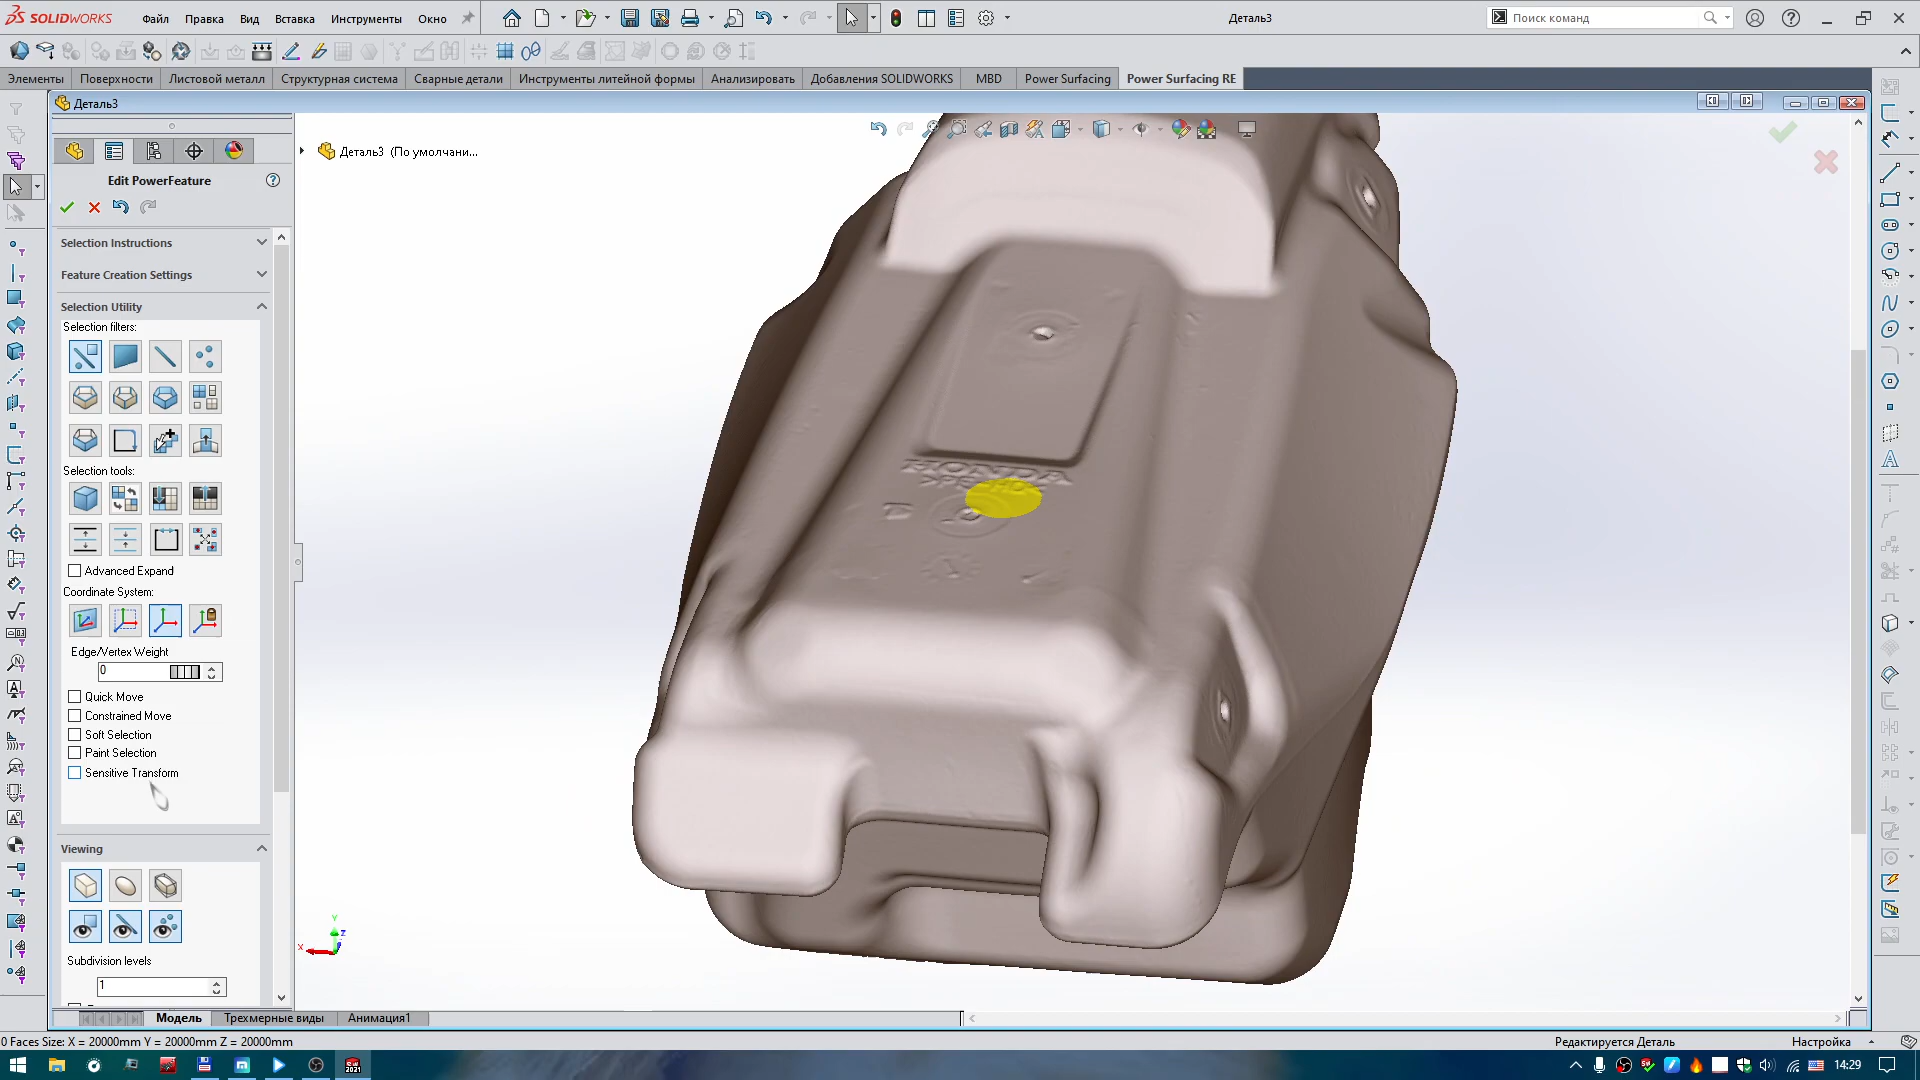 SOLIDWORKS
Файл
Правка
Вид
Вставка
Инструменты
Окно
Деталь3
Поиск команд
Элементы
Поверхности
Листовой металл
Структурная система
Сварные детали
Инструменты литейной формы
Анализировать
Добавления SOLIDWORKS
MBD
Power Surfacing
Power Surfacing RE
Деталь3
Деталь3 (По умолчани...
Edit PowerFeature
Selection Instructions
Feature Creation Settings
Selection Utility
Selection filters:
Selection tools:
Advanced Expand
Coordinate System:
Edge/Vertex Weight
0
Quick Move
Constrained Move
Soft Selection
Paint Selection
Sensitive Transform
Viewing
Subdivision levels
1
HONDA
Y
Z
X
Модель
Трехмерные виды
Анимация1
0 Faces Size: X = 20000mm Y = 20000mm Z = 20000mm
Редактируется Деталь
Настройка
2021
14:29